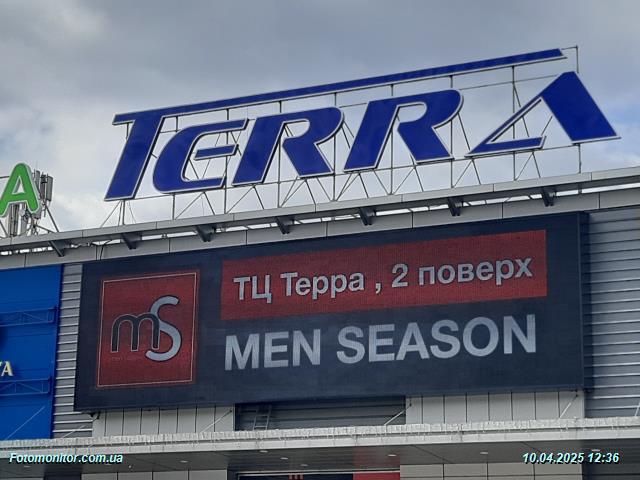 TERRA
A
ТЦ Терра , 2 поверх
mS
MEN SEASON
Fotomonitor.com.ua
10.04.2025 12:36